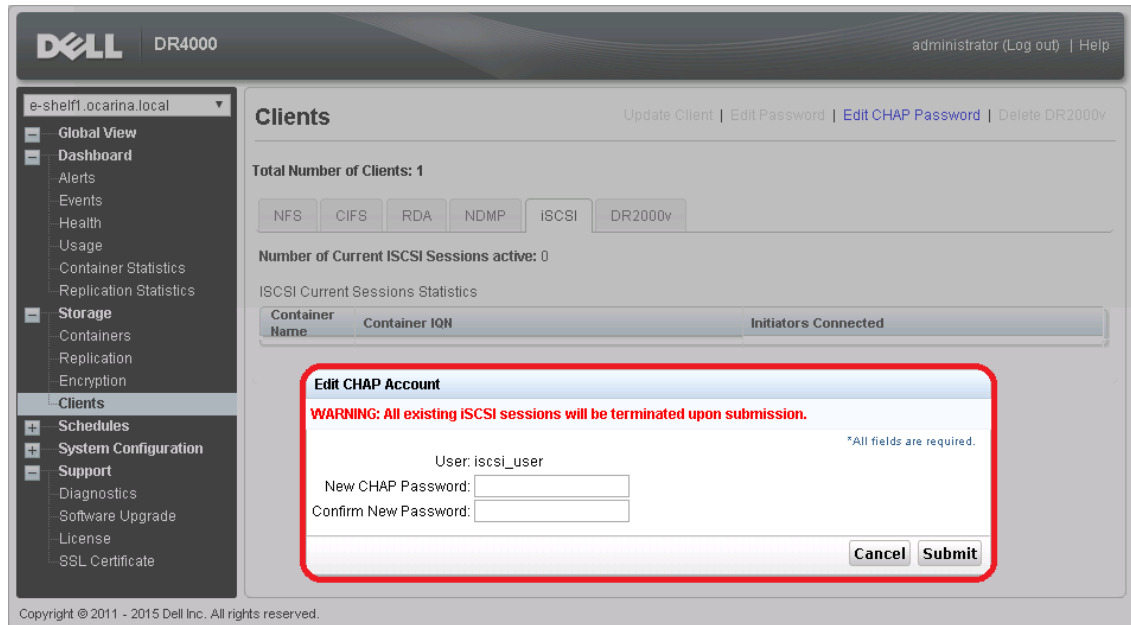 DELL DR4000
administrator (Log out) | Help
e-shelf1.ocarina.local
Global View
Dashboard
Alerts
Events
Health
Usage
Container Statistics
Replication Statistics
Storage
Containers
Replication
Encryption
Clients
Schedules
System Configuration
Support
Diagnostics
Software Upgrade
License
SSL Certificate
Clients
Update Client | Edit Password | Edit CHAP Password | Delete DR2000v
Total Number of Clients: 1
NFS CIFS RDA NDMP iSCSI DR2000v
Number of Current ISCSI Sessions active: 0
ISCSI Current Sessions Statistics
Container Name Container IQN Initiators Connected
Edit CHAP Account
WARNING: All existing iSCSI sessions will be terminated upon submission.
*All fields are required.
User: iscsi_user
New CHAP Password:
Confirm New Password:
Cancel Submit
Copyright © 2011 - 2015 Dell Inc. All rights reserved.